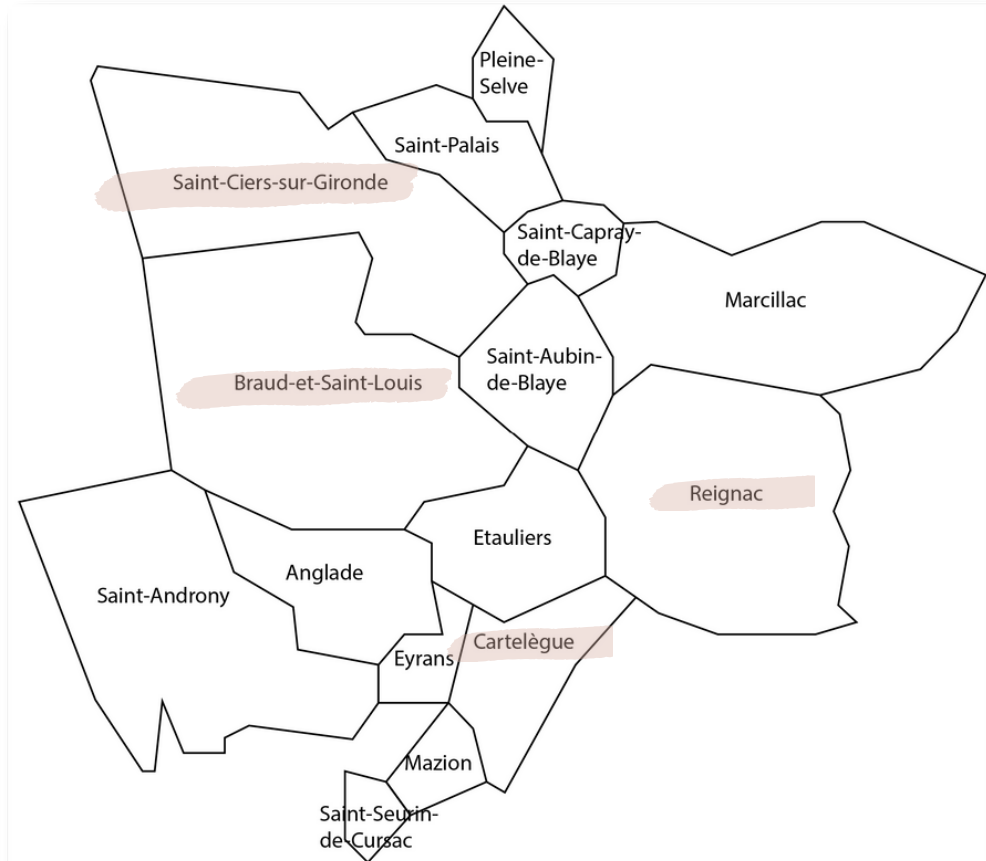 Pleine-
Selve
Saint-Palais
Saint-Ciers-sur-Gironde
Saint-Capray-
de-Blaye
Marcillac
Saint-Aubin-
de-Blaye
Braud-et-Saint-Louis
Reignac
Etauliers
Anglade
Saint-Androny
Cartelègue
Eyrans
Mazion
Saint-Seurin-
de-Cursac